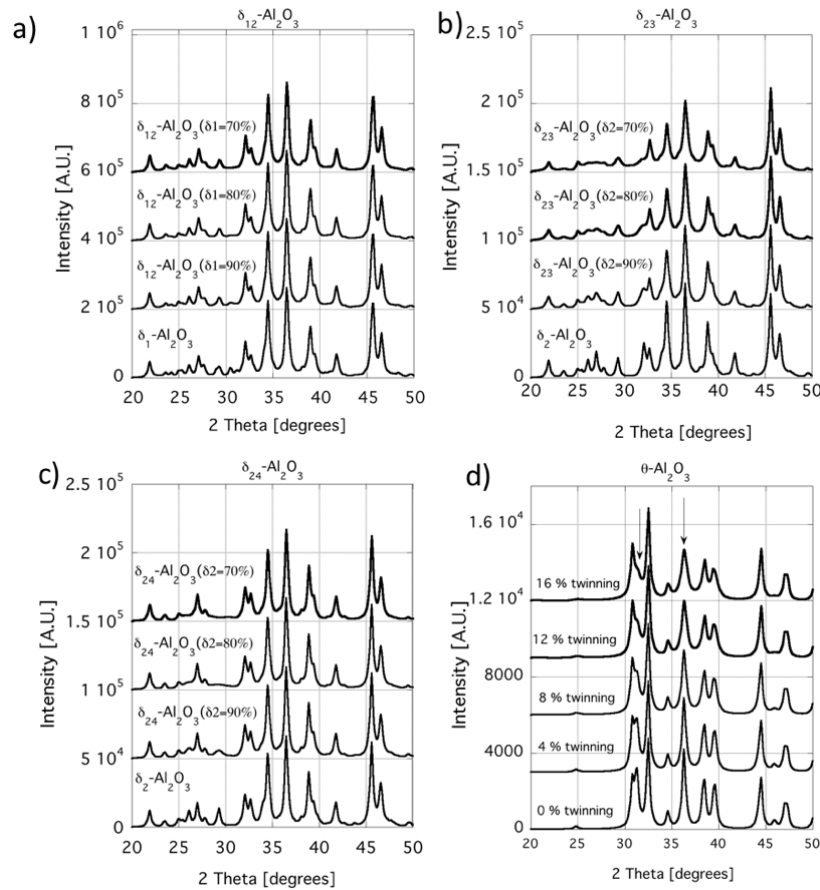 a)
δ12-Al2O3
Intensity [A.U.]
1 10^6
8 10^5
6 10^5
4 10^5
2 10^5
0
δ12-Al2O3(δ1=70%)
δ12-Al2O3(δ1=80%)
δ12-Al2O3(δ1=90%)
δ1-Al2O3
20 25 30 35 40 45 50
2 Theta [degrees]
b)
δ23-Al2O3
Intensity [A.U.]
2.5 10^5
2 10^5
1.5 10^5
1 10^5
5 10^4
0
δ23-Al2O3(δ2=70%)
δ23-Al2O3(δ2=80%)
δ23-Al2O3(δ2=90%)
δ2-Al2O3
20 25 30 35 40 45 50
2 Theta [degrees]
c)
δ24-Al2O3
Intensity [A.U.]
2.5 10^5
2 10^5
1.5 10^5
1 10^5
5 10^4
0
δ24-Al2O3(δ2=70%)
δ24-Al2O3(δ2=80%)
δ24-Al2O3(δ2=90%)
δ2-Al2O3
20 25 30 35 40 45 50
2 Theta [degrees]
d)
θ-Al2O3
Intensity [A.U.]
1.6 10^4
1.2 10^4
8000
4000
0
16 % twinning
12 % twinning
8 % twinning
4 % twinning
0 % twinning
20 25 30 35 40 45 50
2 Theta [degrees]